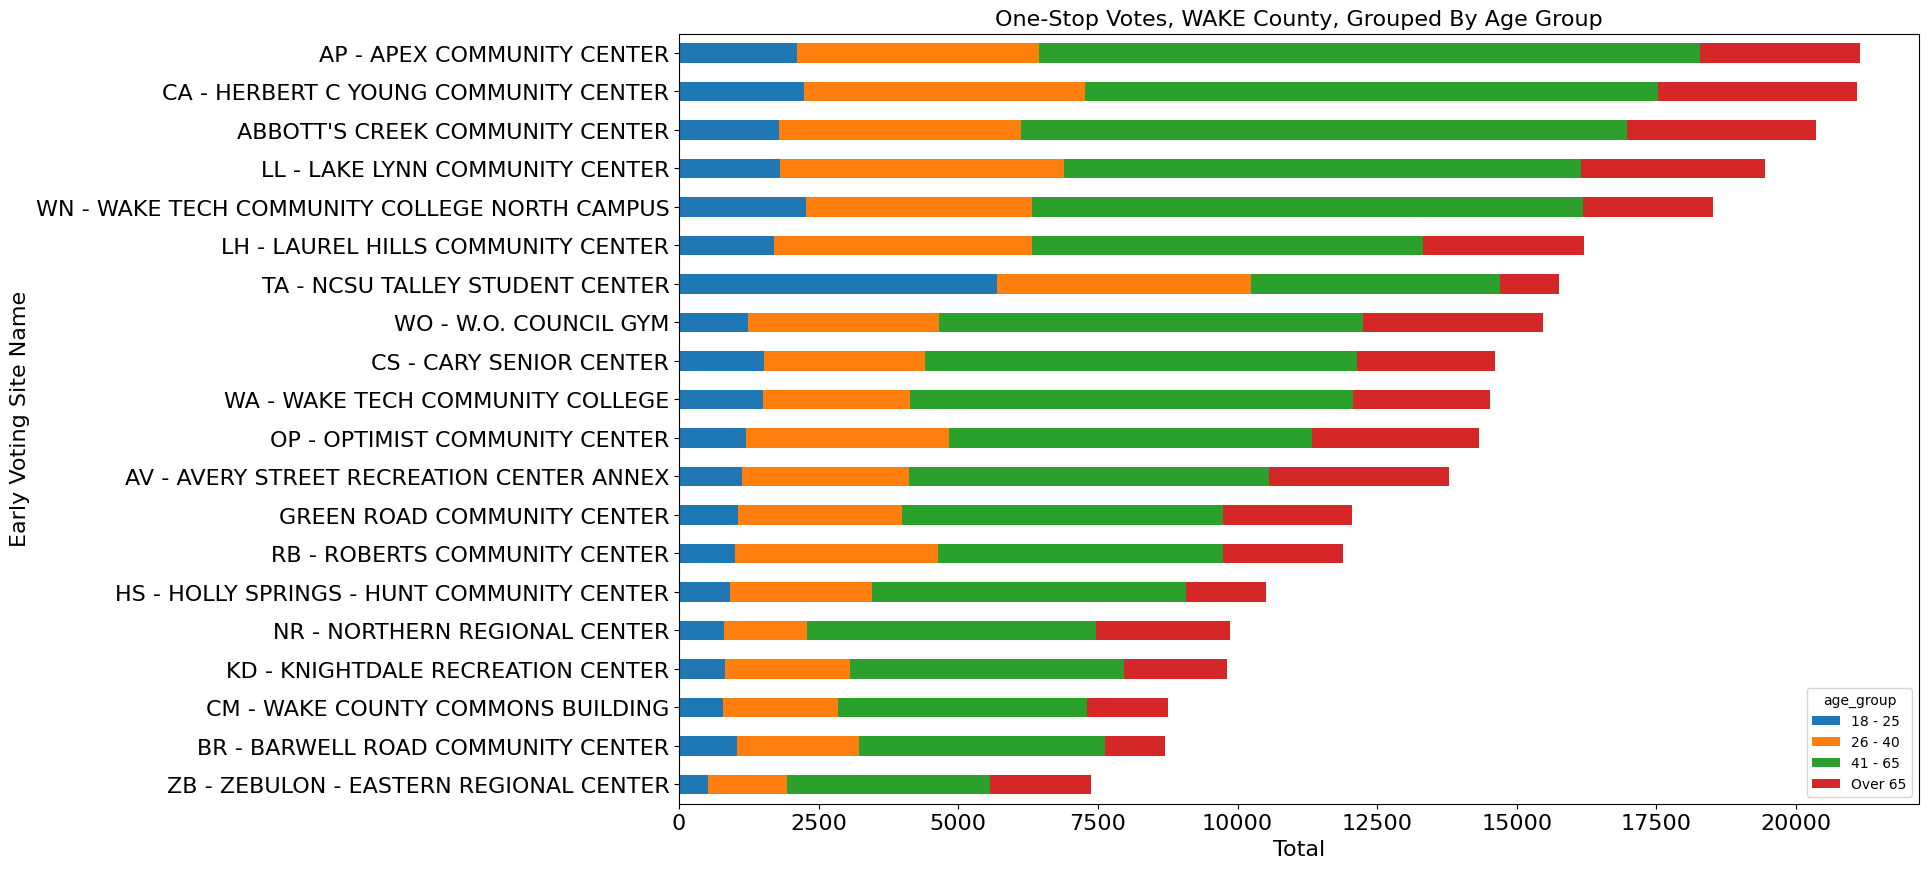 One-Stop Votes, WAKE County, Grouped By Age Group
Early Voting Site Name
AP - APEX COMMUNITY CENTER
CA - HERBERT C YOUNG COMMUNITY CENTER
ABBOTT'S CREEK COMMUNITY CENTER
LL - LAKE LYNN COMMUNITY CENTER
WN - WAKE TECH COMMUNITY COLLEGE NORTH CAMPUS
LH - LAUREL HILLS COMMUNITY CENTER
TA - NCSU TALLEY STUDENT CENTER
WO - W.O. COUNCIL GYM
CS - CARY SENIOR CENTER
WA - WAKE TECH COMMUNITY COLLEGE
OP - OPTIMIST COMMUNITY CENTER
AV - AVERY STREET RECREATION CENTER ANNEX
GREEN ROAD COMMUNITY CENTER
RB - ROBERTS COMMUNITY CENTER
HS - HOLLY SPRINGS - HUNT COMMUNITY CENTER
NR - NORTHERN REGIONAL CENTER
KD - KNIGHTDALE RECREATION CENTER
CM - WAKE COUNTY COMMONS BUILDING
BR - BARWELL ROAD COMMUNITY CENTER
ZB - ZEBULON - EASTERN REGIONAL CENTER
age_group
18 - 25
26 - 40
41 - 65
Over 65
0 2500 5000 7500 10000 12500 15000 17500 20000
Total